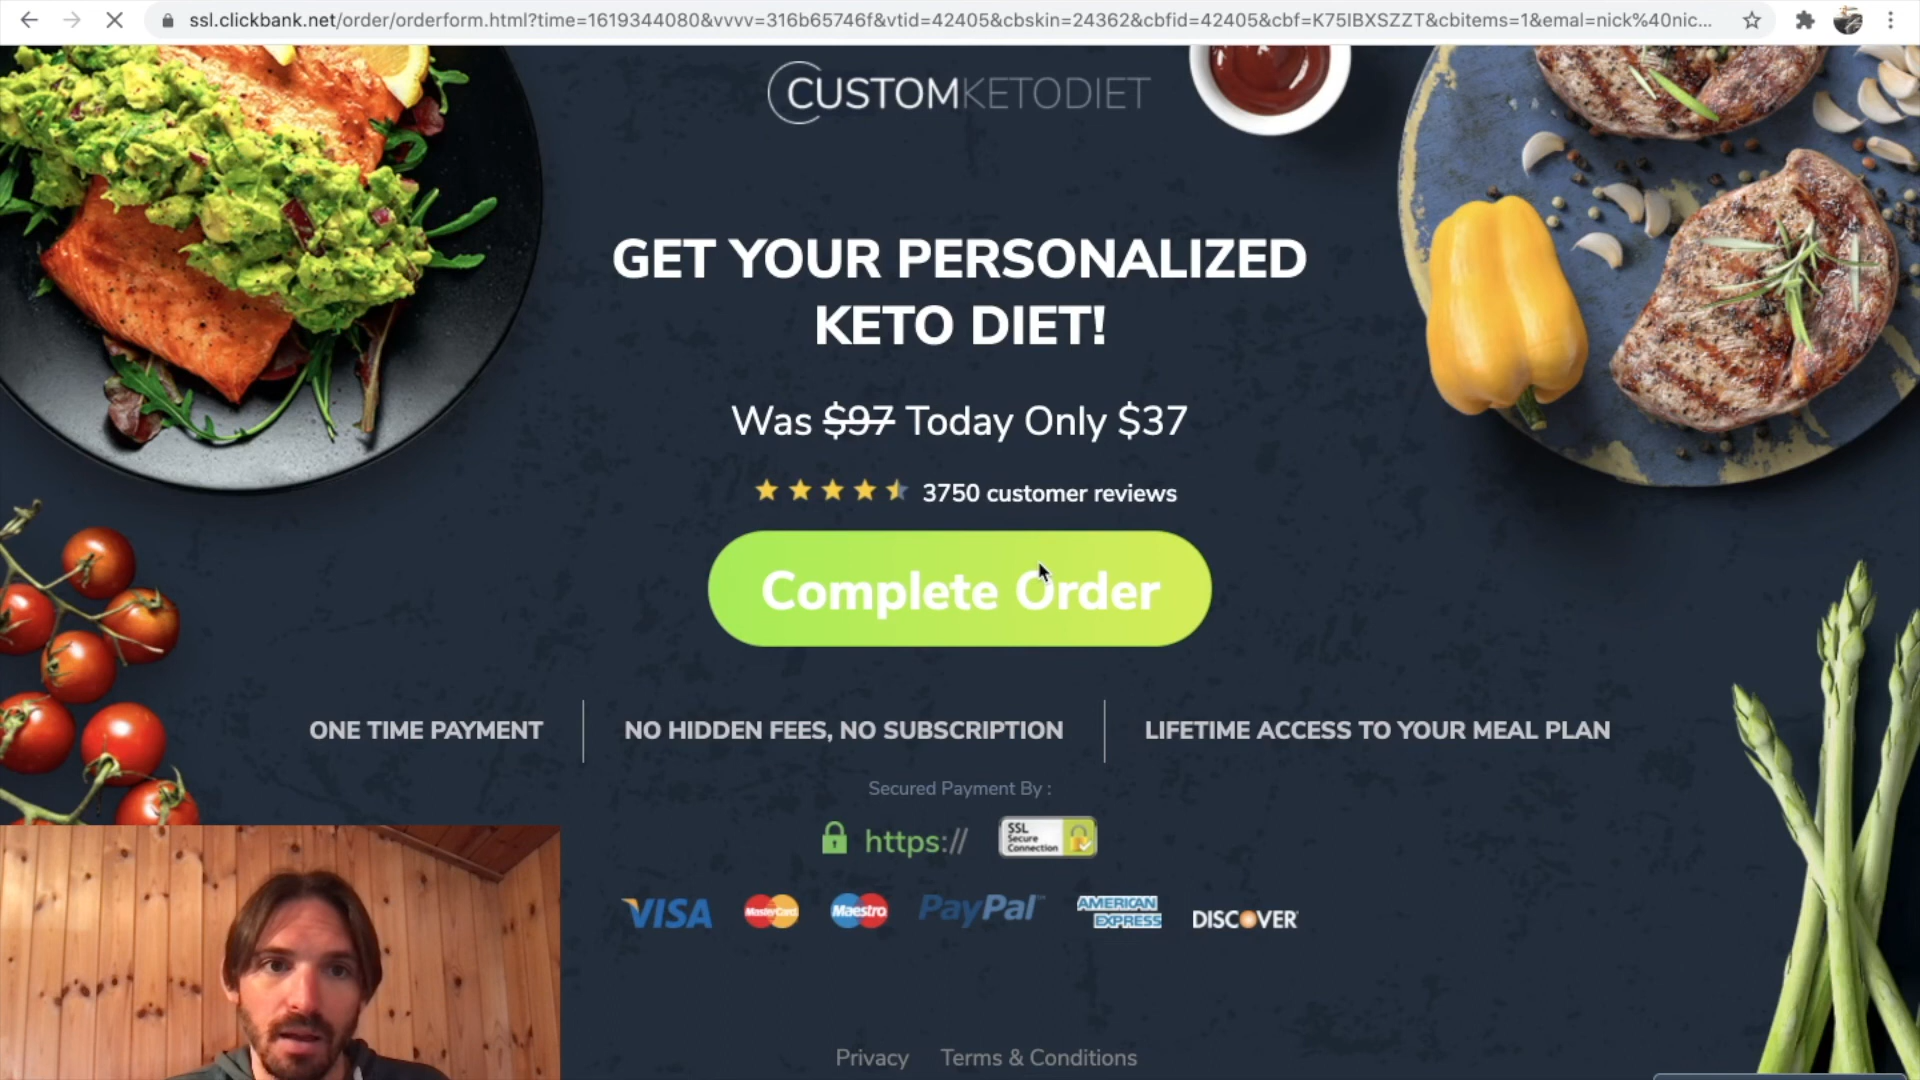 ssl.clickbank.net/order/orderform.html?time=1619344080&vvvv=316b65746f&vtid=42405&cbskin=24362&cbfid=42405&cbf=K75IBXSZZT&cbitems=1&emal=nick%40nic...
CUSTOMKETODIET
GET YOUR PERSONALIZED
KETO DIET!
Was $97 Today Only $37
3750 customer reviews
Complete Order
ONE TIME PAYMENT
NO HIDDEN FEES, NO SUBSCRIPTION
LIFETIME ACCESS TO YOUR MEAL PLAN
Secured Payment By :
https://
SSL
Secure
Connection
VISA MasterCard Maestro PayPal AMERICAN EXPRESS DISCOVER
Privacy Terms & Conditions